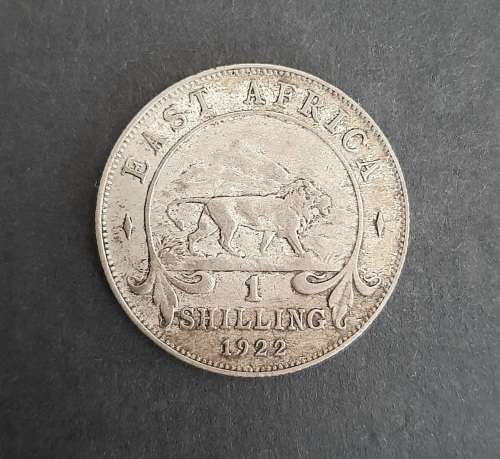 EAST AFRICA
1
SHILLING
1922